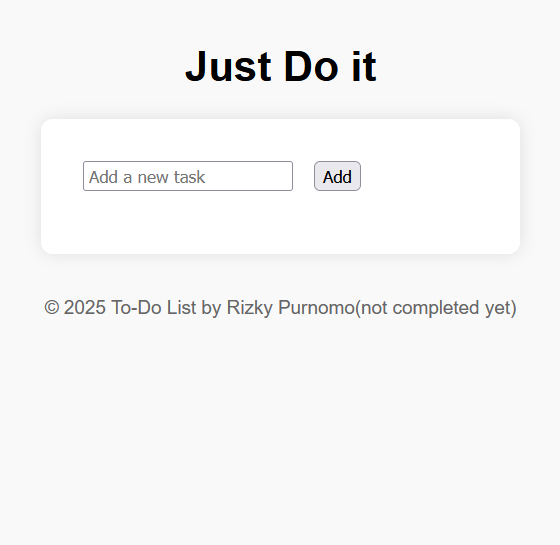 Just Do it
Add a new task Add
© 2025 To-Do List by Rizky Purnomo(not completed yet)